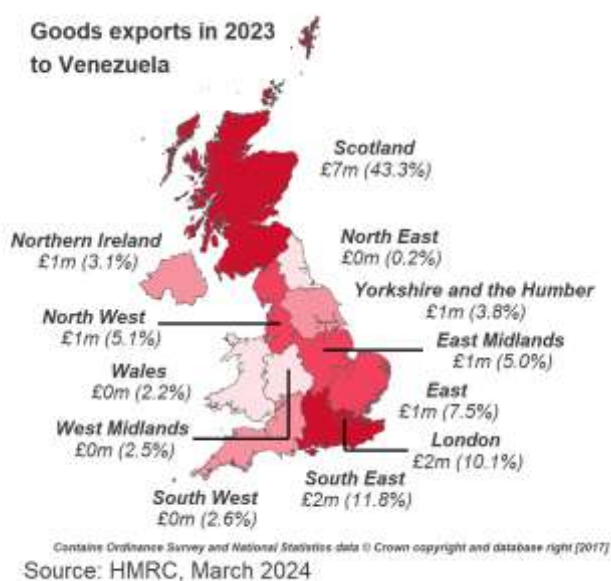 Goods exports in 2023
to Venezuela
Scotland
£7m (43.3%)
Northern Ireland
£1m (3.1%)
North East
£0m (0.2%)
Yorkshire and the Humber
£1m (3.8%)
North West
£1m (5.1%)
East Midlands
£1m (5.0%)
Wales
£0m (2.2%)
East
£1m (7.5%)
West Midlands
£0m (2.5%)
London
£2m (10.1%)
South West
£0m (2.6%)
South East
£2m (11.8%)
Contains Ordinance Survey and National Statistics data © Crown copyright and database right [2017]
Source: HMRC, March 2024